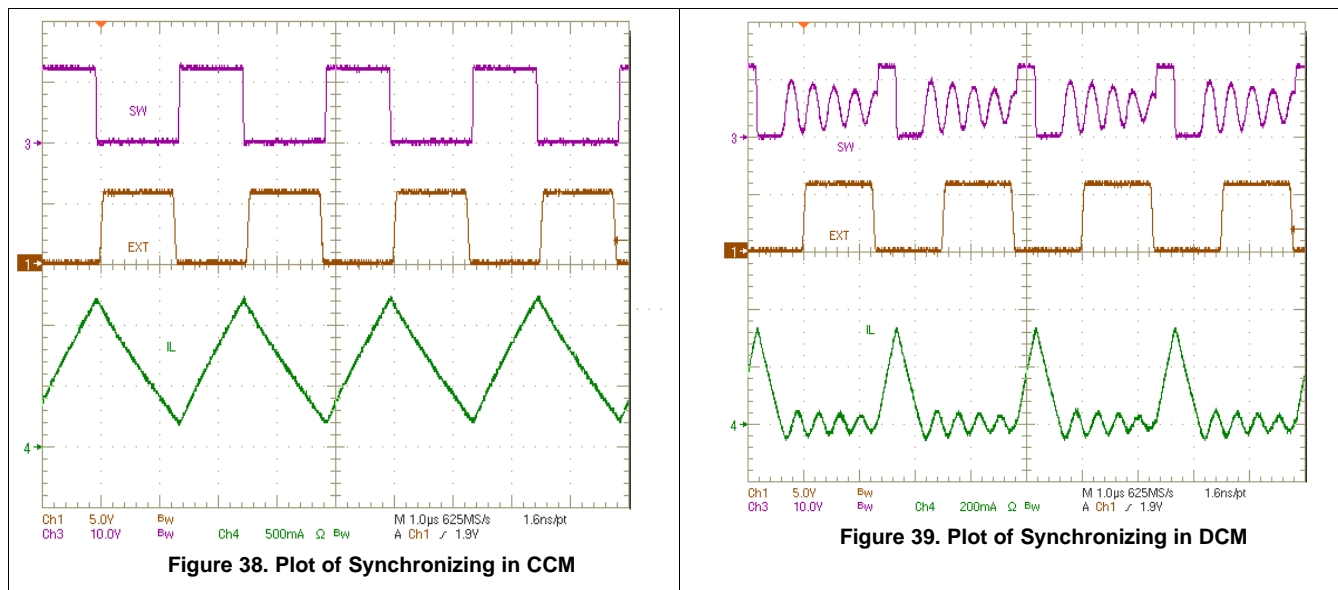 SW
3
EXT
1
IL
4
Ch1 5.0V Bw
Ch3 10.0V Bw Ch4 500mA Ω Bw
M 1.0µs 625MS/s 1.6ns/pt
A Ch1 ∫ 1.9V
Figure 38. Plot of Synchronizing in CCM
3
SW
EXT
1
IL
4
Ch1 5.0V Bw
Ch3 10.0V Bw Ch4 200mA Ω Bw
M 1.0µs 625MS/s 1.6ns/pt
A Ch1 ∫ 1.9V
Figure 39. Plot of Synchronizing in DCM